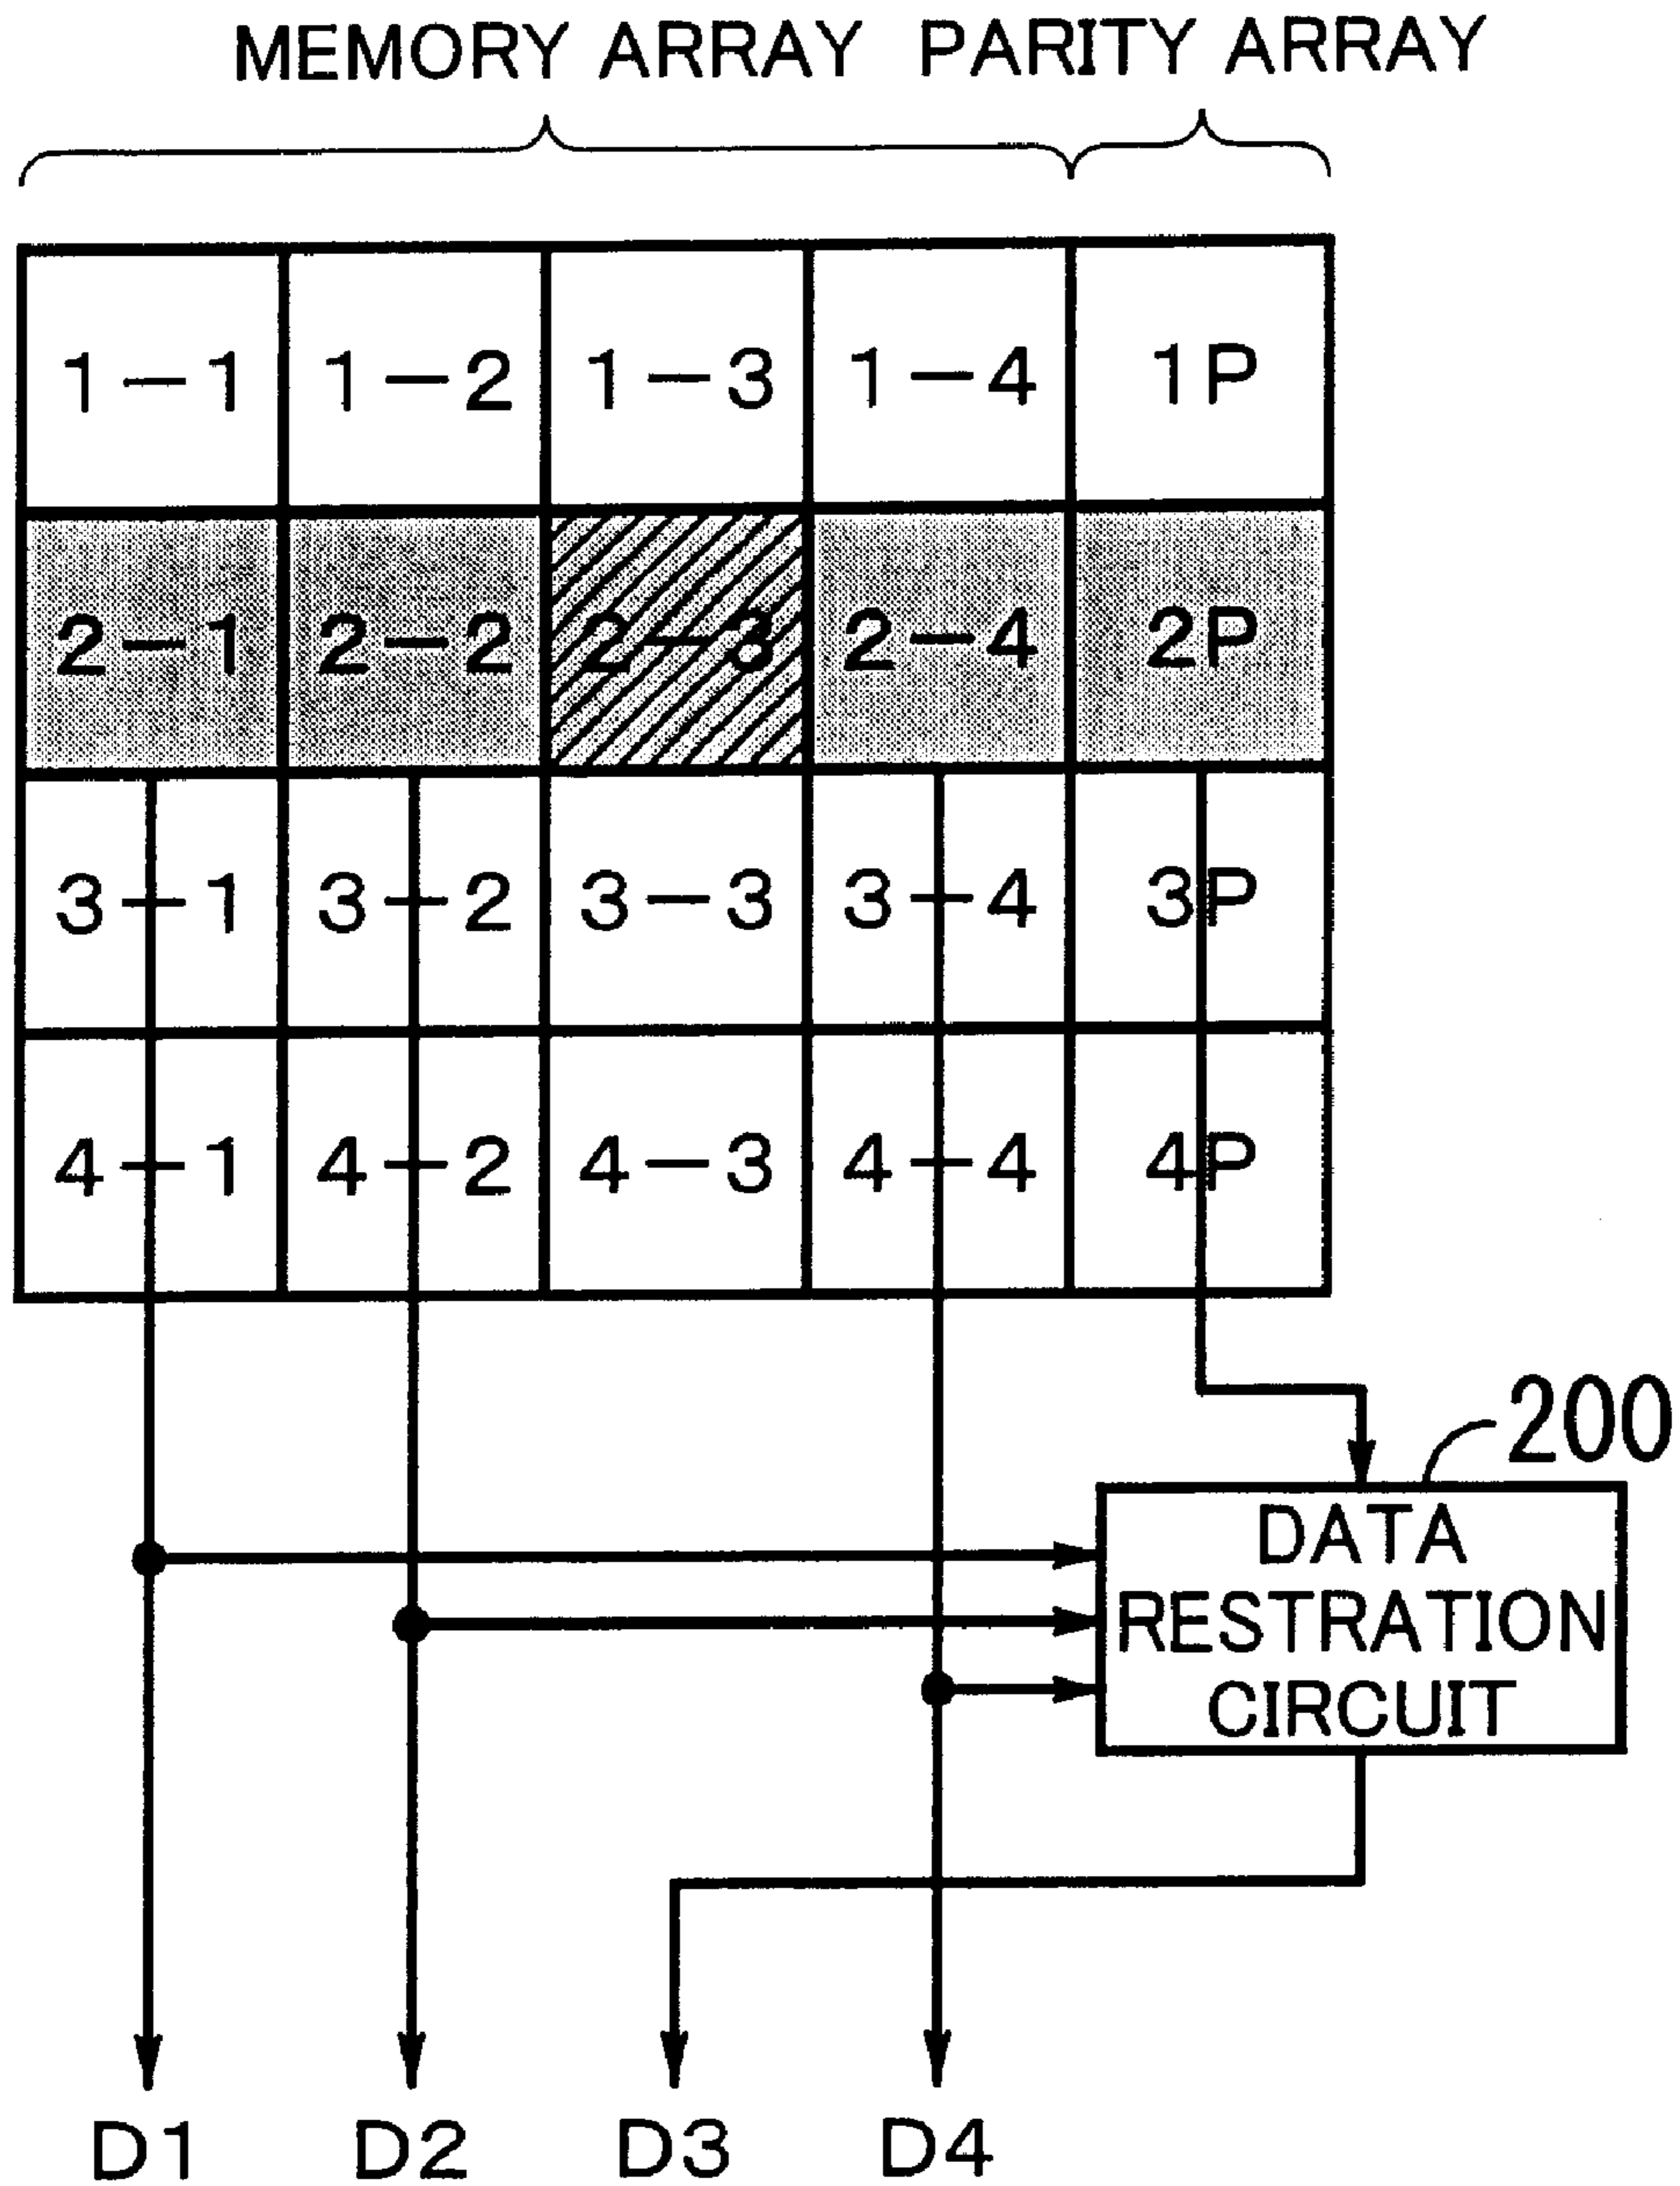 MEMORY ARRAY PARITY ARRAY
1-1 1-2 1-3 1-4 1P
2-1 2-2 2-3 2-4 2P
3-1 3-2 3-3 3-4 3P
4-1 4-2 4-3 4-4 4P
200
DATA
RESTRATION
CIRCUIT
D1 D2 D3 D4